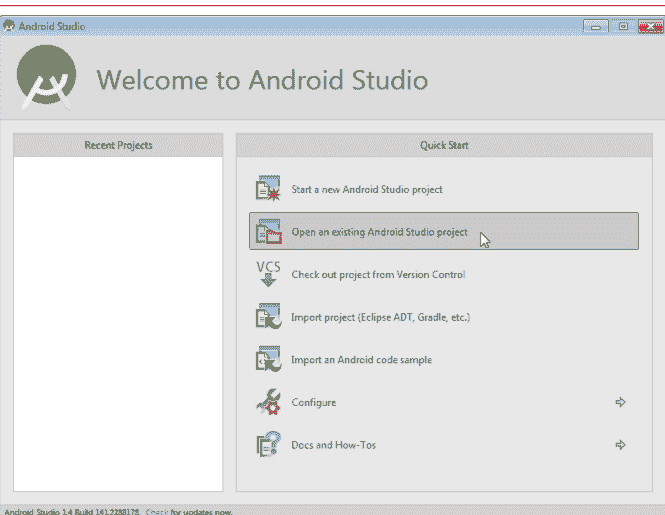 Android Studio
Welcome to Android Studio
Recent Projects
Quick Start
Start a new Android Studio project
Open an existing Android Studio project
VCS
Check out project from Version Control
Import project (Eclipse ADT, Gradle, etc.)
Import an Android code sample
Configure
Docs and How-Tos
Android Studio 1.4 Build 141.2288178. Check for updates now.